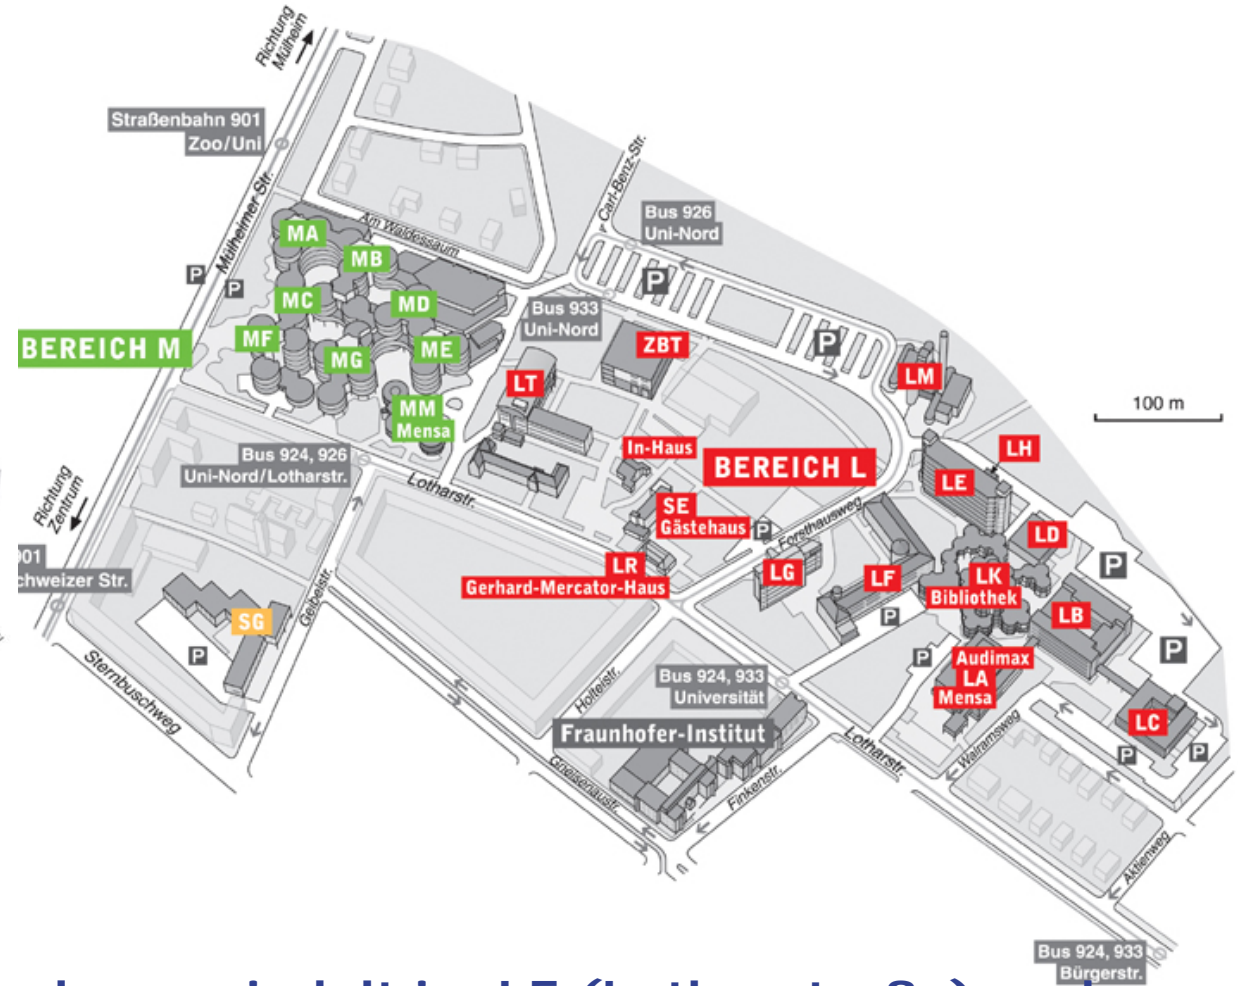 Richtung
Mülheim
Straßenbahn 901
Zoo/Uni
Mülheimer Str.
Carl-Benz-Str.
Bus 926
Uni-Nord
Am Waldessaum
MA
MB
P
P
P
MC
MD
Bus 933
Uni-Nord
MF
ME
ZBT
P
BEREICH M
MG
LT
LM
MM
Mensa
100 m
In-Haus
BEREICH L
LH
Bus 924, 926
Uni-Nord/Lotharstr.
LE
Richtung
Zentrum
Lotharstr.
SE
Gästehaus
P
Forsthausweg
LD
901
chweizer Str.
LR
Gerhard-Mercator-Haus
LG
LF
LK
Bibliothek
P
Geibelstr.
SG
P
LB
P
P
P
Audimax
LA
Mensa
Sternbuschweg
Holteistr.
Bus 924, 933
Universität
LC
Fraunhofer-Institut
Lotharstr.
Walramsweg
P
P
Gneisenaustr.
Finkenstr.
Aktienweg
Bus 924, 933
Bürgerstr.